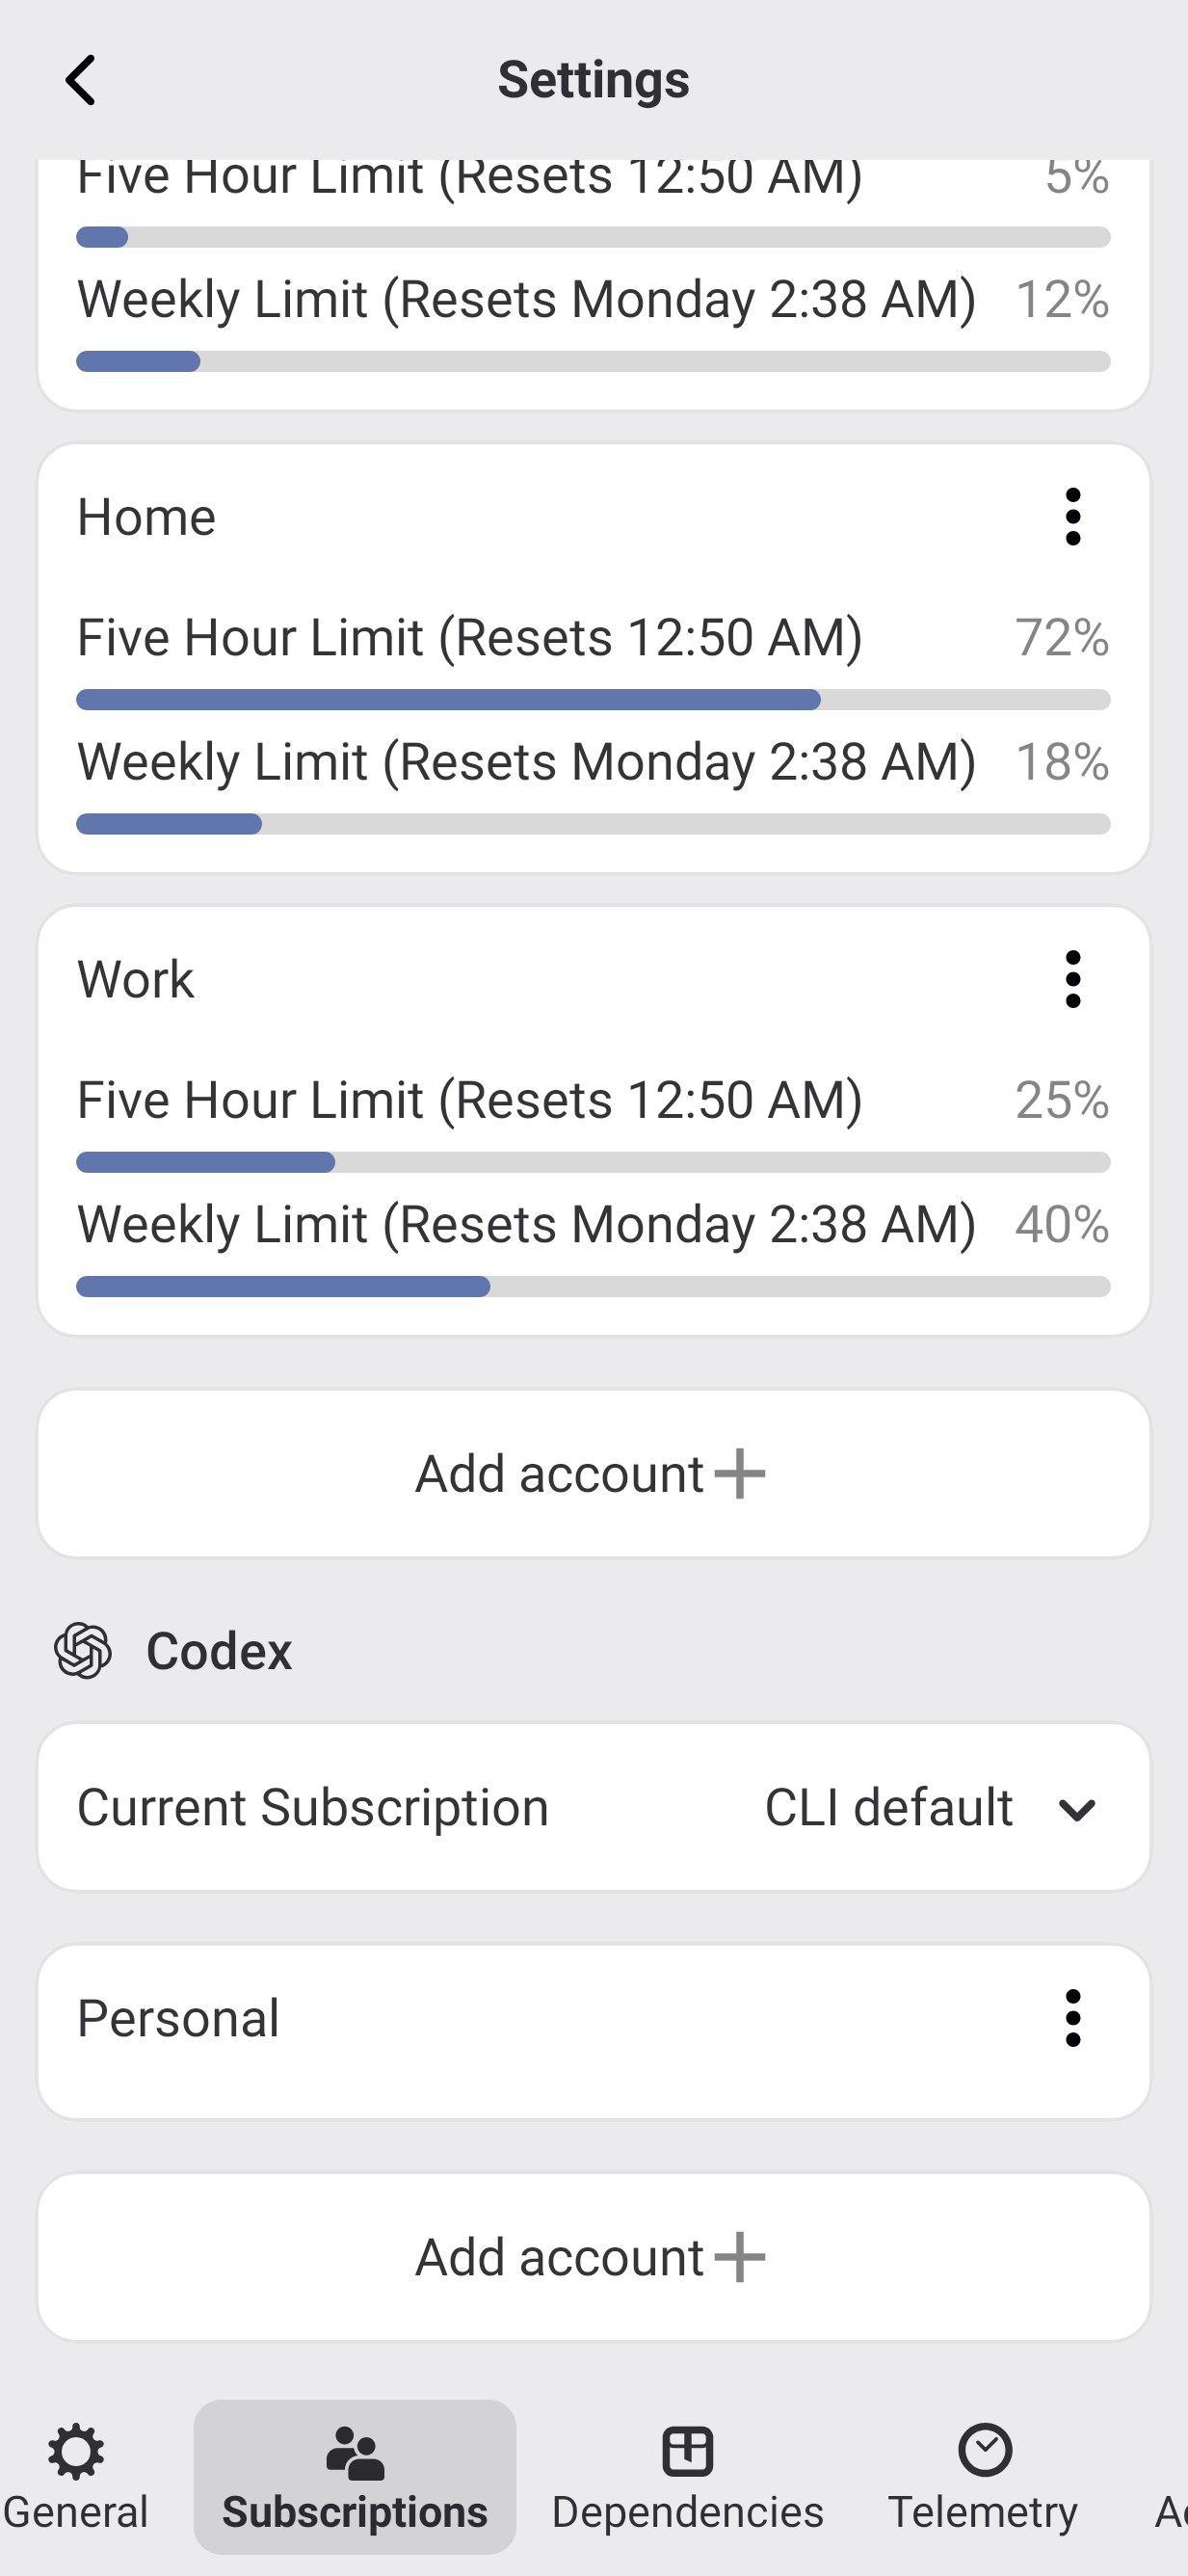 Settings
Five Hour Limit (Resets 12:50 AM) 5%
Weekly Limit (Resets Monday 2:38 AM) 12%
Home
Five Hour Limit (Resets 12:50 AM) 72%
Weekly Limit (Resets Monday 2:38 AM) 18%
Work
Five Hour Limit (Resets 12:50 AM) 25%
Weekly Limit (Resets Monday 2:38 AM) 40%
Add account
Codex
Current Subscription CLI default
Personal
Add account
General Subscriptions Dependencies Telemetry